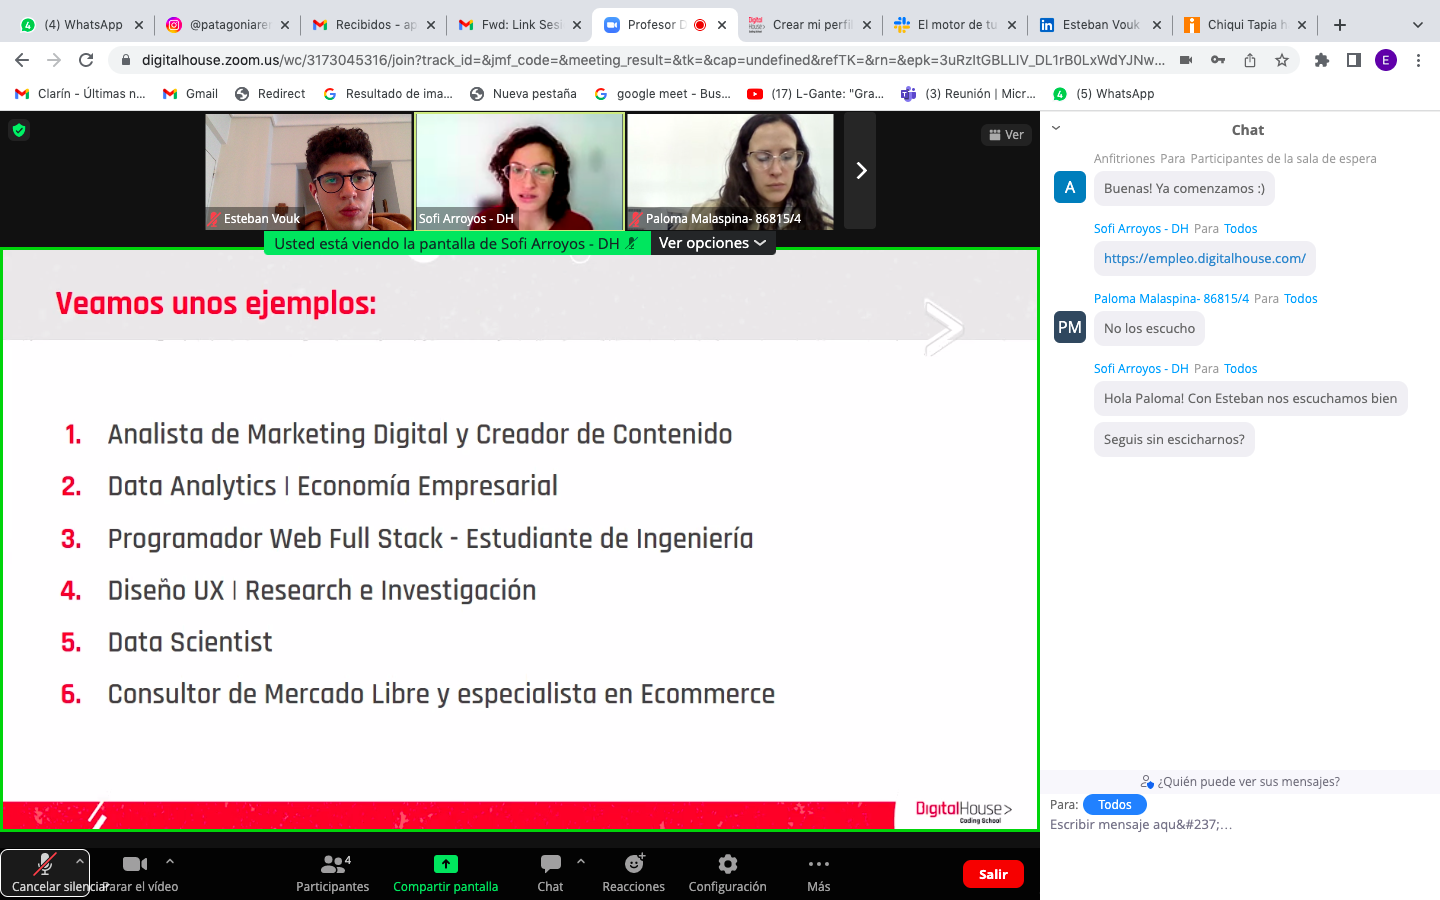 (4) WhatsApp
@patagoniare
Recibidos - ap
Fwd: Link Sesi
Profesor D
Crear mi perfi
El motor de tu
Esteban Vouk
Chiqui Tapia h
digitalhouse.zoom.us/wc/3173045316/join?track_id=&jmf_code=&meeting_result=&tk=&cap=undefined&refTK=&rn=&epk=3uRzItGBLLIV_DL1rB0LxWdYJNw...
E
Clarín - Últimas n...
Gmail
Redirect
Resultado de ima...
Nueva pestaña
google meet - Bus...
(17) L-Gante: "Gra...
(3) Reunión | Micr...
(5) WhatsApp
Ver
Esteban Vouk
Sofi Arroyos - DH
Paloma Malaspina- 86815/4
Usted está viendo la pantalla de Sofi Arroyos - DH
Ver opciones
Veamos unos ejemplos:
1. Analista de Marketing Digital y Creador de Contenido
2. Data Analytics | Economía Empresarial
3. Programador Web Full Stack - Estudiante de Ingeniería
4. Diseño UX | Research e Investigación
5. Data Scientist
6. Consultor de Mercado Libre y especialista en Ecommerce
DigitalHouse>
Coding School
Cancelar silenciar
Parar el vídeo
4
Participantes
Compartir pantalla
Chat
Reacciones
Configuración
Más
Salir
Chat
Anfitriones Para Participantes de la sala de espera
A
Buenas! Ya comenzamos :)
Sofi Arroyos - DH Para Todos
https://empleo.digitalhouse.com/
Paloma Malaspina- 86815/4 Para Todos
PM
No los escucho
Sofi Arroyos - DH Para Todos
Hola Paloma! Con Esteban nos escuchamos bien
Seguis sin escicharnos?
¿Quién puede ver sus mensajes?
Para: Todos
Escribir mensaje aqu&#237;...